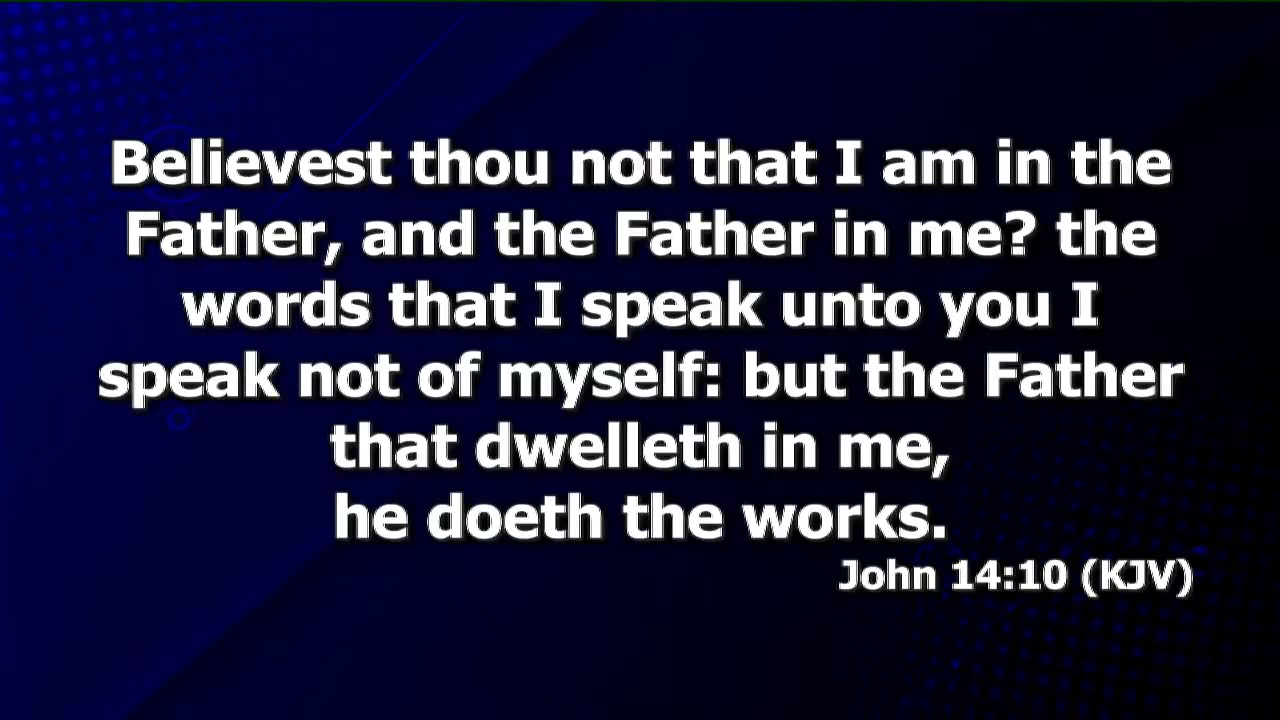 Believest thou not that I am in the
Father, and the Father in me? the
words that I speak unto you I
speak not of myself: but the Father
that dwelleth in me,
he doeth the works.
John 14:10 (KJV)